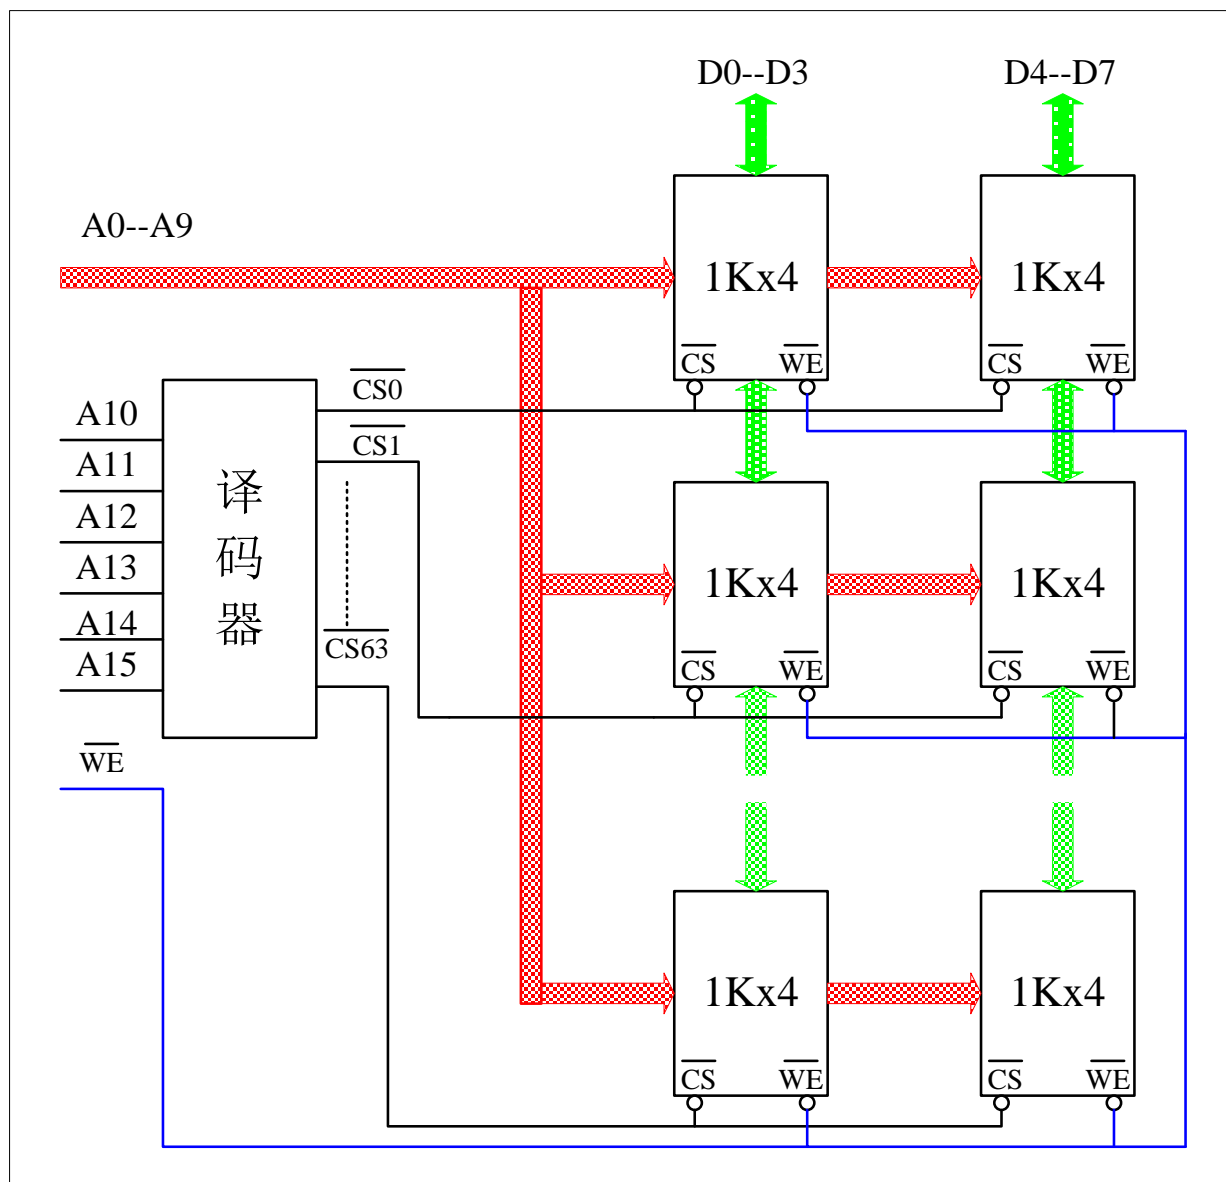 D0--D3 D4--D7
A0--A9
1Kx4 1Kx4
CS WE CS WE
CS0
A10
CS1
A11
A12
A13
A14
A15
译
码
器
CS63
1Kx4 1Kx4
CS WE CS WE
WE
1Kx4 1Kx4
CS WE CS WE